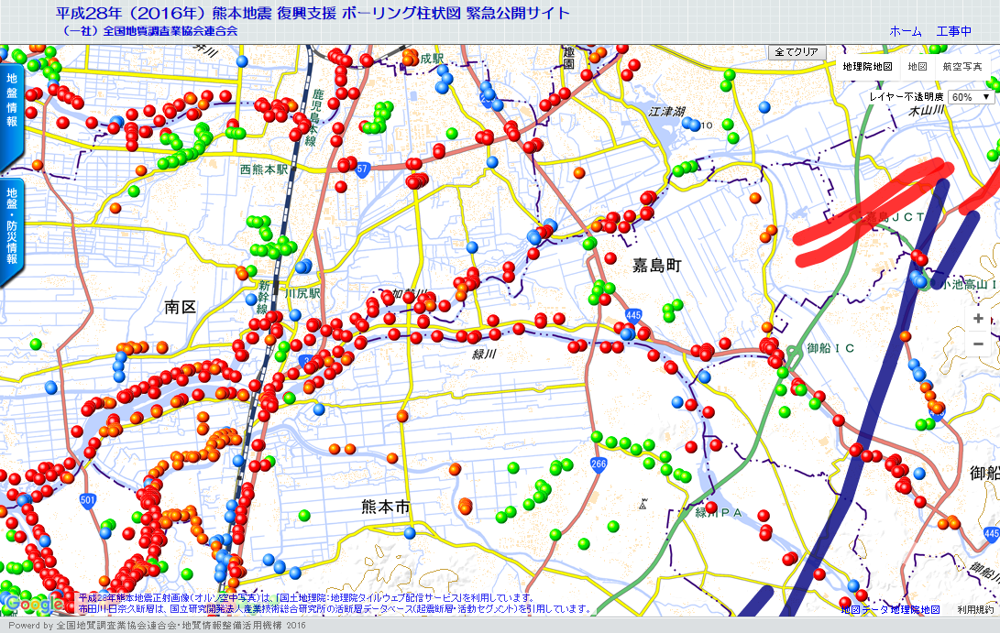 平成28年（2016年）熊本地震 復興支援 ボーリング柱状図 緊急公開サイト
（一社）全国地質調査業協会連合会
ホーム 工事中
全てクリア
地理院地図 地図 航空写真
レイヤー不透明度 60%
地盤情報
地盤・防災情報
成駅
趣園
鹿児島本線
江津湖
10
木山川
西熊本駅
57
ＪＣＴ
嘉島町
小池高山Ｉ
新幹線
川尻駅
南区
445
緑川
御船ＩＣ
266
501
熊本市
緑川ＰＡ
御船
445
+
−
Google
平成28年熊本地震正射画像(オルソ空中写真)は、「国土地理院：地理院タイルウェブ配信サービス」を利用しています。
布田川・日奈久断層は、国立研究開発法人産業技術総合研究所の活断層データベース(起震断層・活動セグメント)を引用しています。
地図データ 地理院地図 利用規約
Powered by 全国地質調査業協会連合会・地質情報整備活用機構 2016